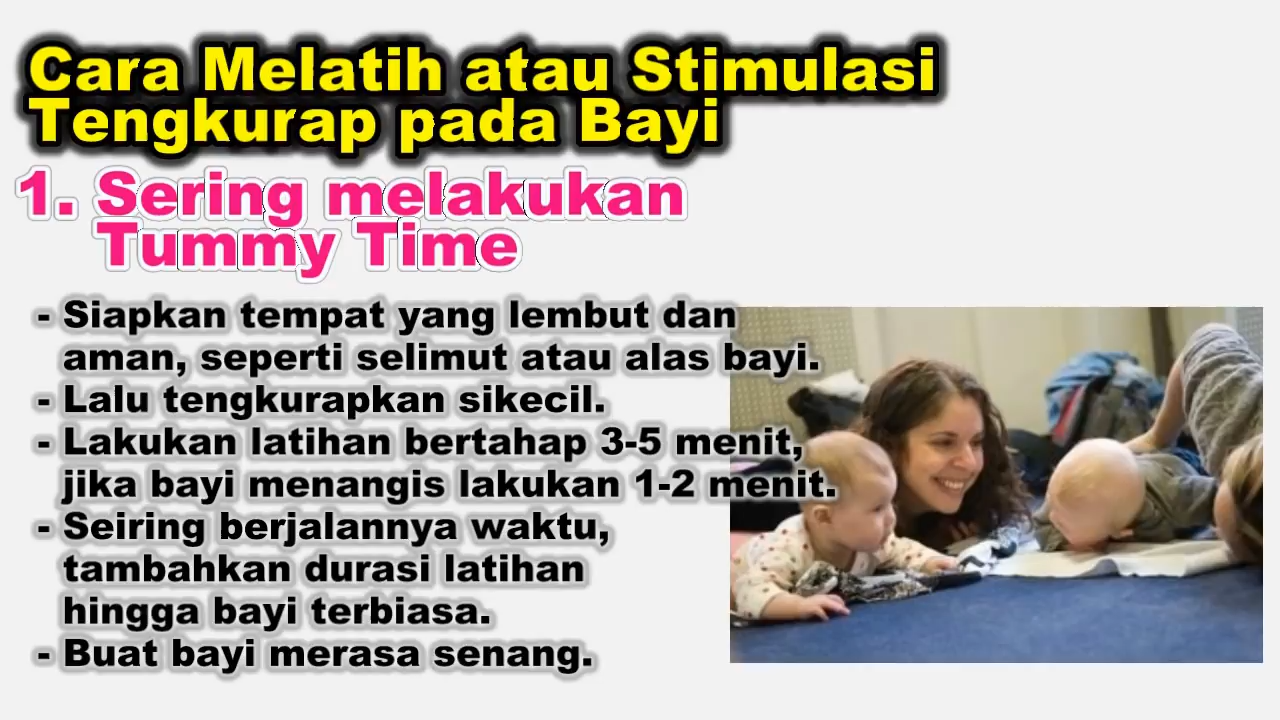 Cara Melatih atau Stimulasi
Tengkurap pada Bayi
1. Sering melakukan
Tummy Time
- Siapkan tempat yang lembut dan
aman, seperti selimut atau alas bayi.
- Lalu tengkurapkan sikecil.
- Lakukan latihan bertahap 3-5 menit,
jika bayi menangis lakukan 1-2 menit.
- Seiring berjalannya waktu,
tambahkan durasi latihan
hingga bayi terbiasa.
- Buat bayi merasa senang.